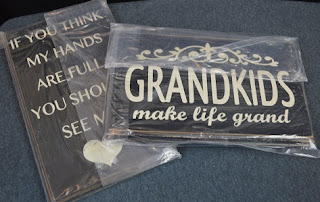 IF YOU THINK
MY HANDS
ARE FULL
YOU SHOU
SEE M
GRANDKIDS
make life grand